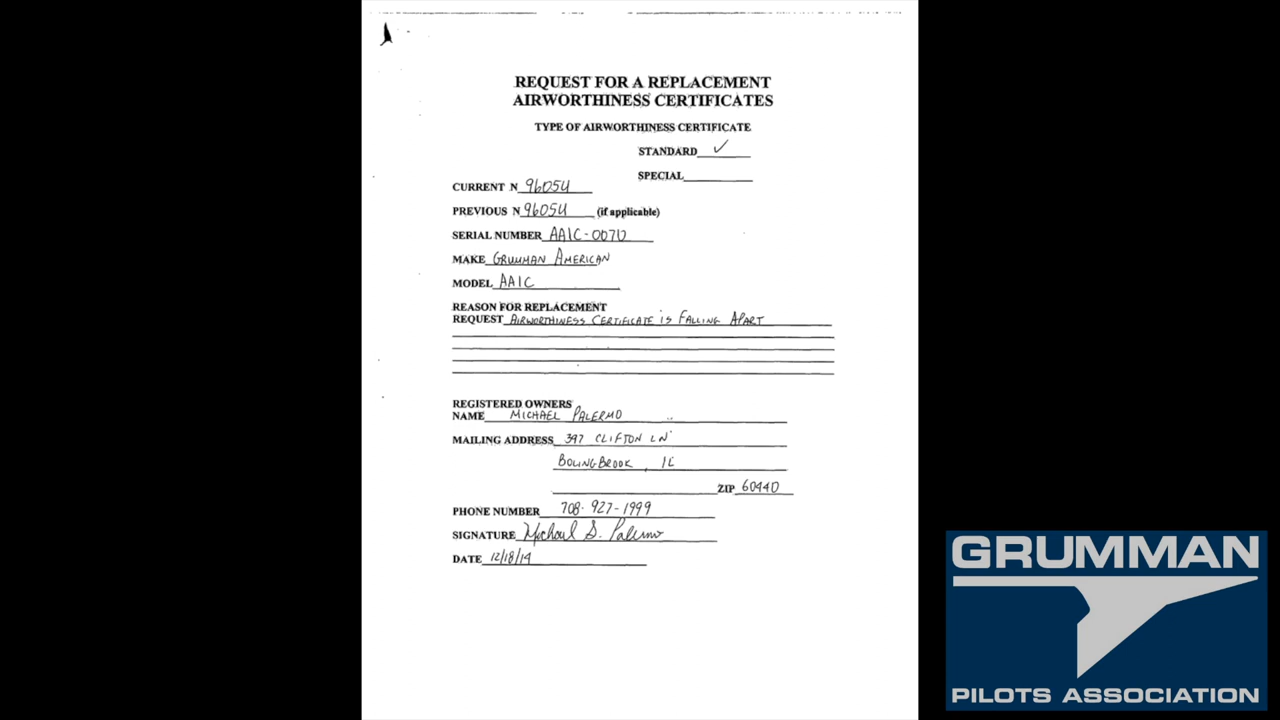 REQUEST FOR A REPLACEMENT
AIRWORTHINESS CERTIFICATES
TYPE OF AIRWORTHINESS CERTIFICATE
STANDARD ✓
SPECIAL
CURRENT N 9605U
PREVIOUS N 9605U (if applicable)
SERIAL NUMBER AA1C-0070
MAKE GRUMMAN AMERICAN
MODEL AA1C
REASON FOR REPLACEMENT
REQUEST AIRWORTHINESS CERTIFICATE IS FALLING APART
REGISTERED OWNERS
NAME MICHAEL PALERMO
MAILING ADDRESS 397 CLIFTON LN
BOLINGBROOK, IL
ZIP 60440
PHONE NUMBER 708-927-1999
SIGNATURE Michael S. Palermo
DATE 12/18/14
GRUMMAN
PILOTS ASSOCIATION